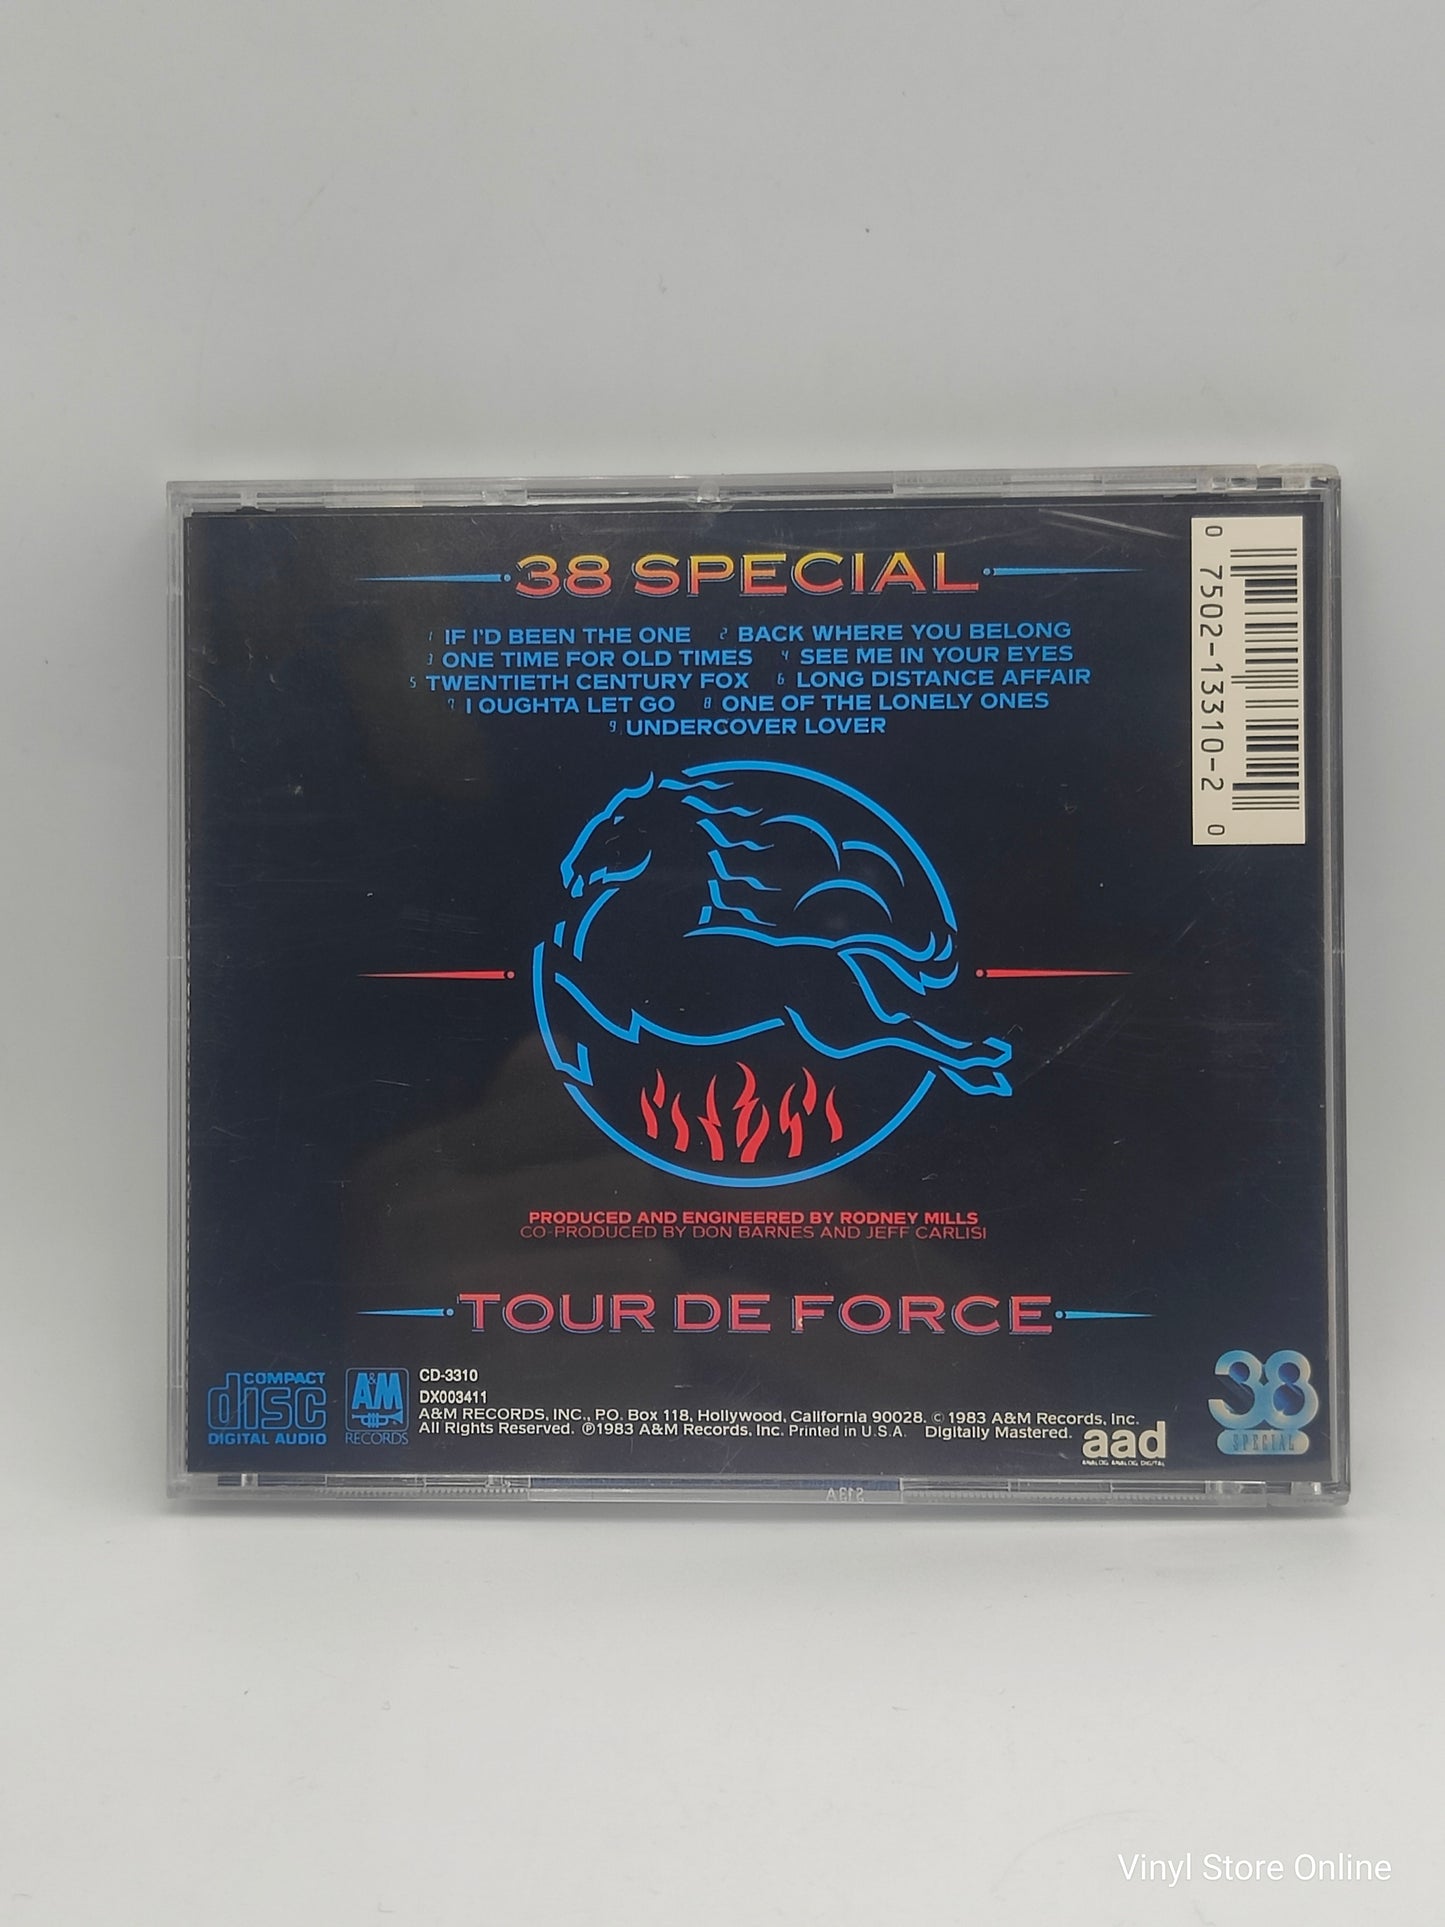 38 SPECIAL
1 IF I'D BEEN THE ONE 2 BACK WHERE YOU BELONG
3 ONE TIME FOR OLD TIMES 4 SEE ME IN YOUR EYES
5 TWENTIETH CENTURY FOX 6 LONG DISTANCE AFFAIR
7 I OUGHTA LET GO 8 ONE OF THE LONELY ONES
9 UNDERCOVER LOVER
0 7502-13310-2 0
PRODUCED AND ENGINEERED BY RODNEY MILLS
CO-PRODUCED BY DON BARNES AND JEFF CARLISI
TOUR DE FORCE
COMPACT
disc
DIGITAL AUDIO
A&M
RECORDS
CD-3310
DX003411
A&M RECORDS, INC., P.O. Box 118, Hollywood, California 90028. © 1983 A&M Records, Inc.
All Rights Reserved. ℗1983 A&M Records, Inc. Printed in U.S.A. Digitally Mastered.
aad
ANALOG ANALOG DIGITAL
38
SPECIAL
Vinyl Store Online